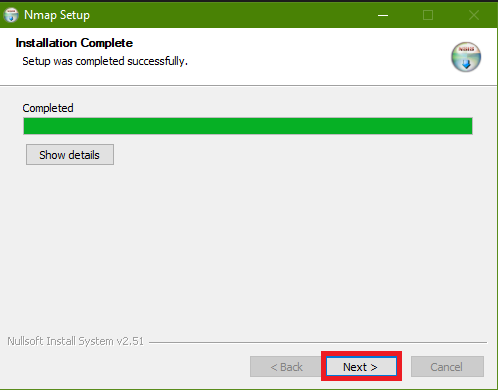 Nmap Setup
Installation Complete
Setup was completed successfully.
Completed
Show details
Nullsoft Install System v2.51
< Back
Next >
Cancel